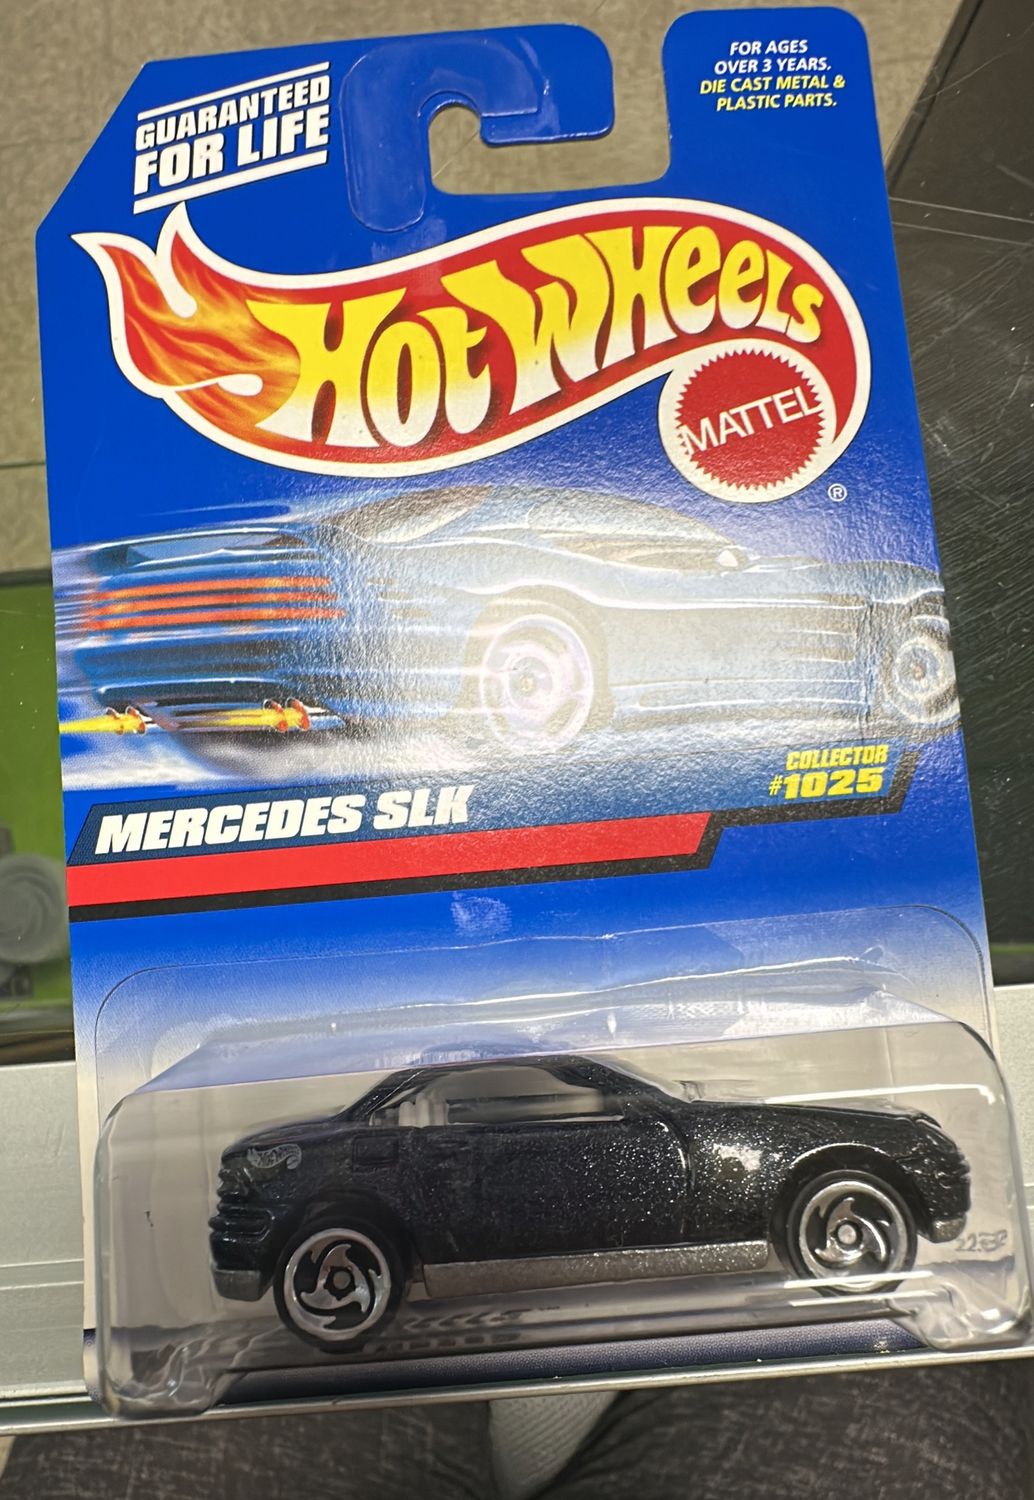 GUARANTEED
FOR LIFE
FOR AGES
OVER 3 YEARS.
DIE CAST METAL &
PLASTIC PARTS.
HOT WHEELS
MATTEL
®
COLLECTOR
#1025
MERCEDES SLK